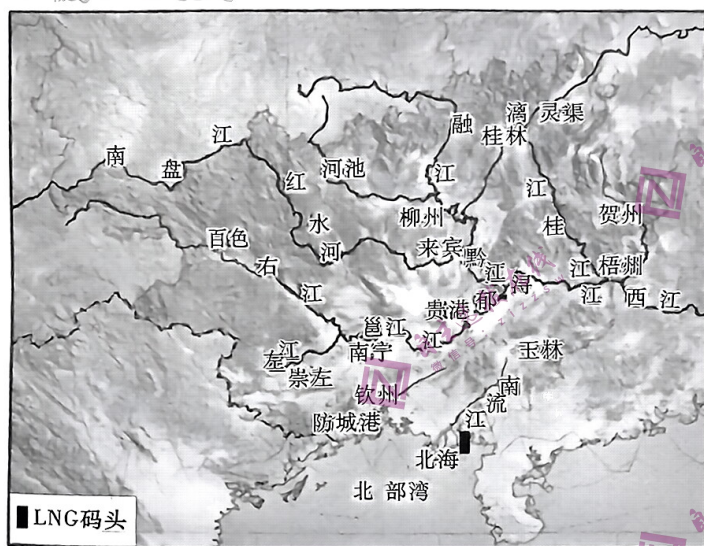 漓 灵渠
融
桂林
江
南
盘
河池
江
红
江
柳州
贺州
桂
水
百色
来宾
黔
河
右
江
江
梧州
江
浔
江
西
江
贵港
郁
邕江
江
玉林
江
左
南宁
崇左
南
钦州
流
防城港
江
北海
北部湾
LNG码头